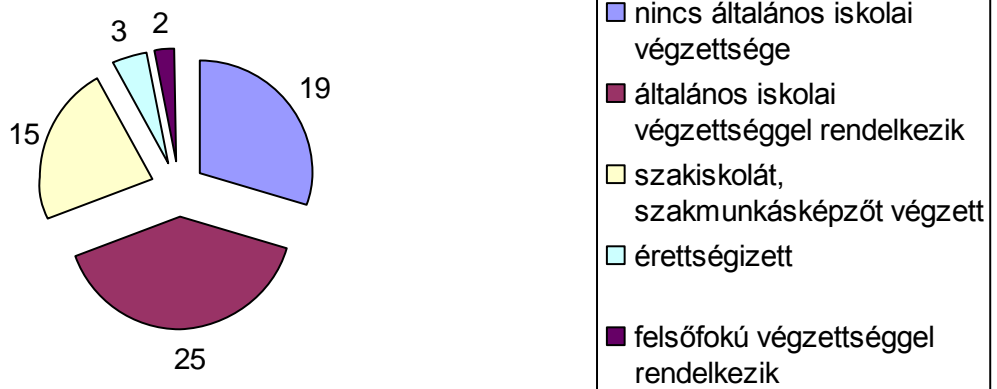 3
2
19
15
25
nincs általános iskolai
végzettsége
általános iskolai
végzettséggel rendelkezik
szakiskolát,
szakmunkásképzőt végzett
érettségizett
felsőfokú végzettséggel
rendelkezik